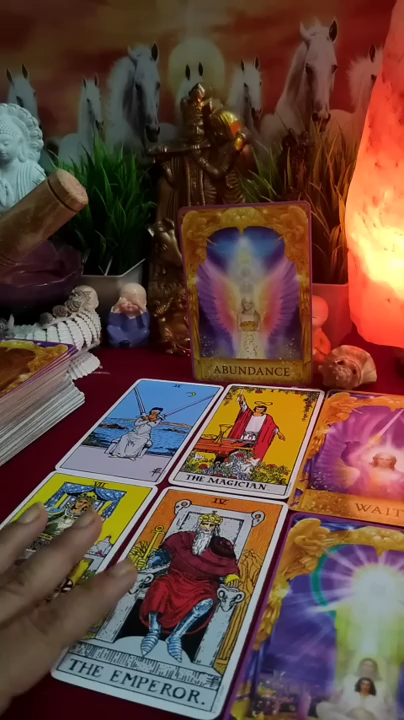 ABUNDANCE
THE MAGICIAN
WAIT
IV
THE EMPEROR.